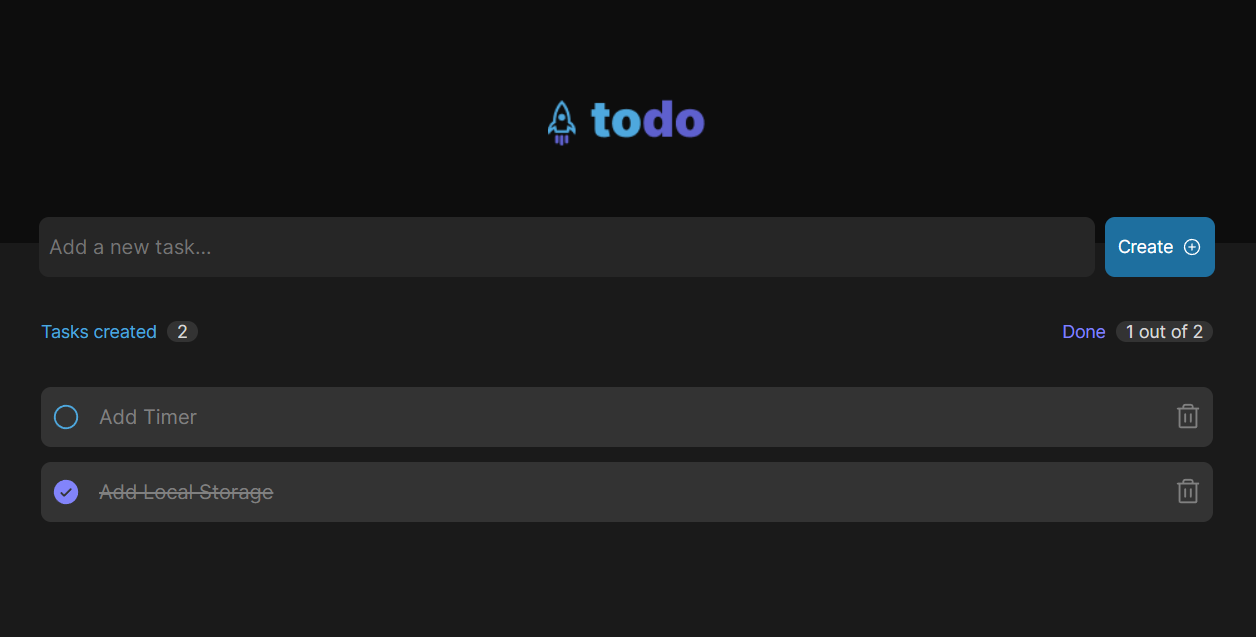 todo
Add a new task...
Create
Tasks created 2
Done 1 out of 2
Add Timer
Add Local Storage